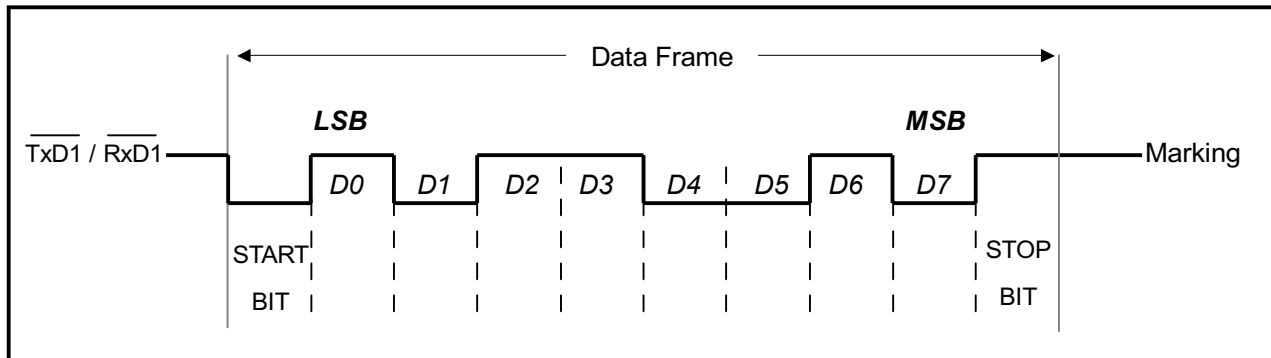 Data Frame
LSB MSB
TxD1 / RxD1 Marking
D0 D1 D2 D3 D4 D5 D6 D7
START STOP
BIT BIT